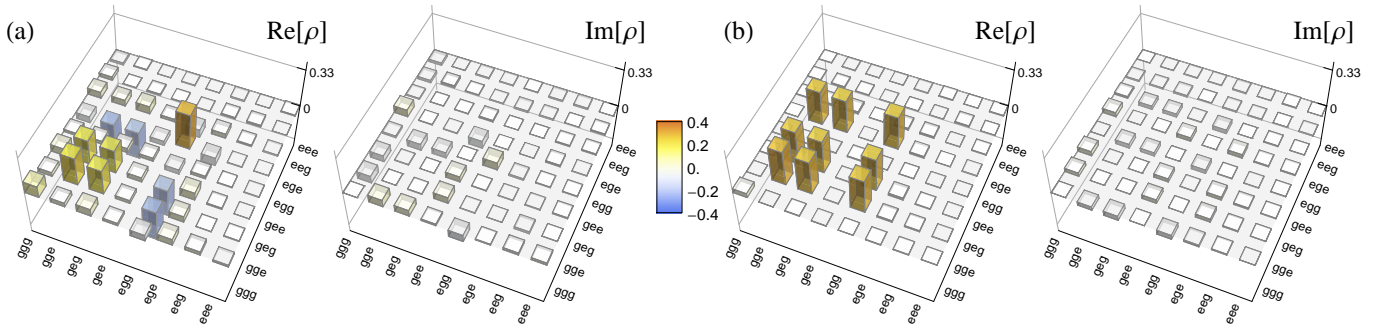 (a) Re[ρ] Im[ρ] (b) Re[ρ] Im[ρ]
0.33 0.33 0.33 0.33
0 0 0 0
0.4
0.2
0.
−0.2
−0.4
eee eee eee eee
eeg eeg eeg eeg
ege ege ege ege
egg egg egg egg
gee gee gee gee
geg geg geg geg
gge gge gge gge
ggg ggg ggg ggg
ggg gge geg gee egg ege eeg eee
ggg gge geg gee egg ege eeg eee
ggg gge geg gee egg ege eeg eee
ggg gge geg gee egg ege eeg eee